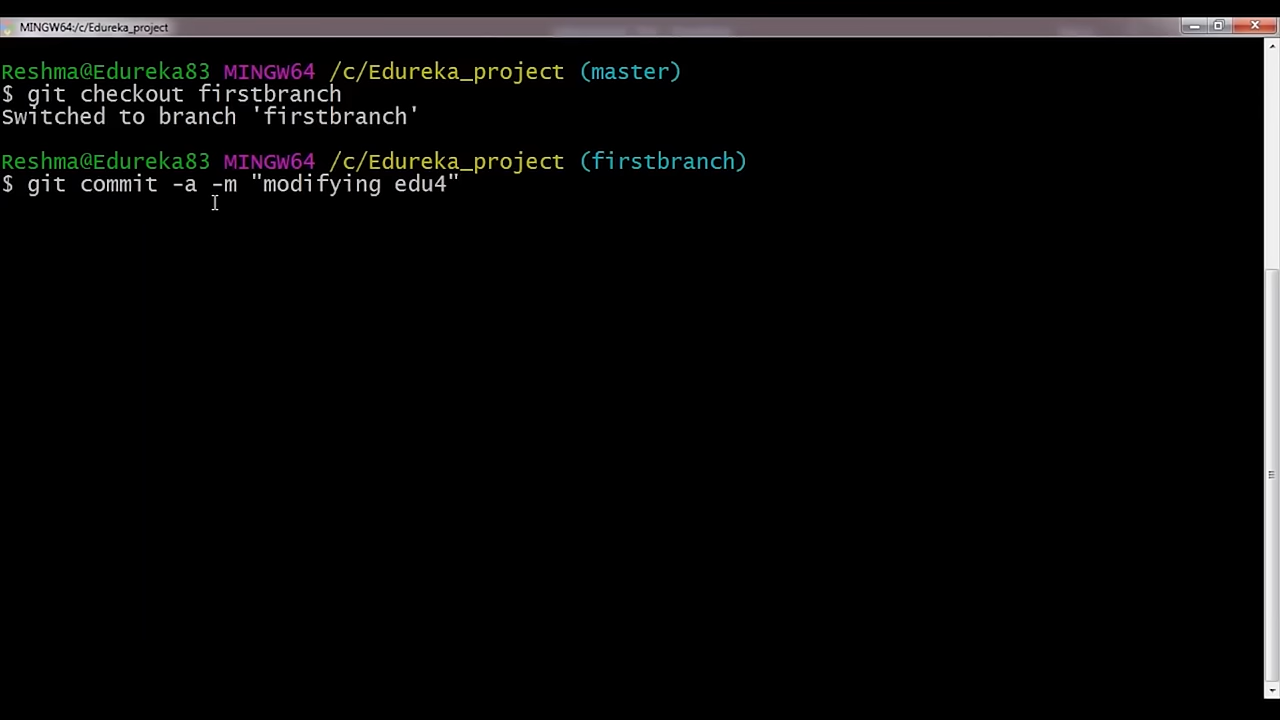 MINGW64:/c/Edureka_project
Reshma@Edureka83 MINGW64 /c/Edureka_project (master)
$ git checkout firstbranch
Switched to branch 'firstbranch'
Reshma@Edureka83 MINGW64 /c/Edureka_project (firstbranch)
$ git commit -a -m "modifying edu4"